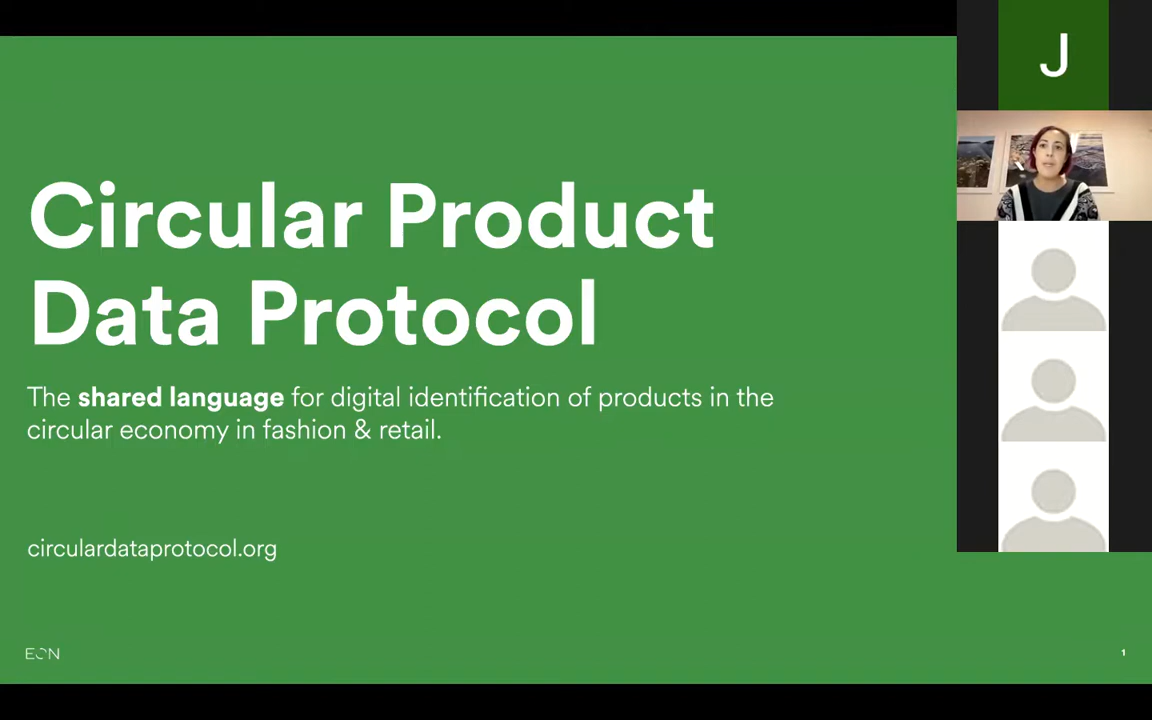 Circular Product
Data Protocol
The shared language for digital identification of products in the
circular economy in fashion & retail.
circulardataprotocol.org
EON
1
J